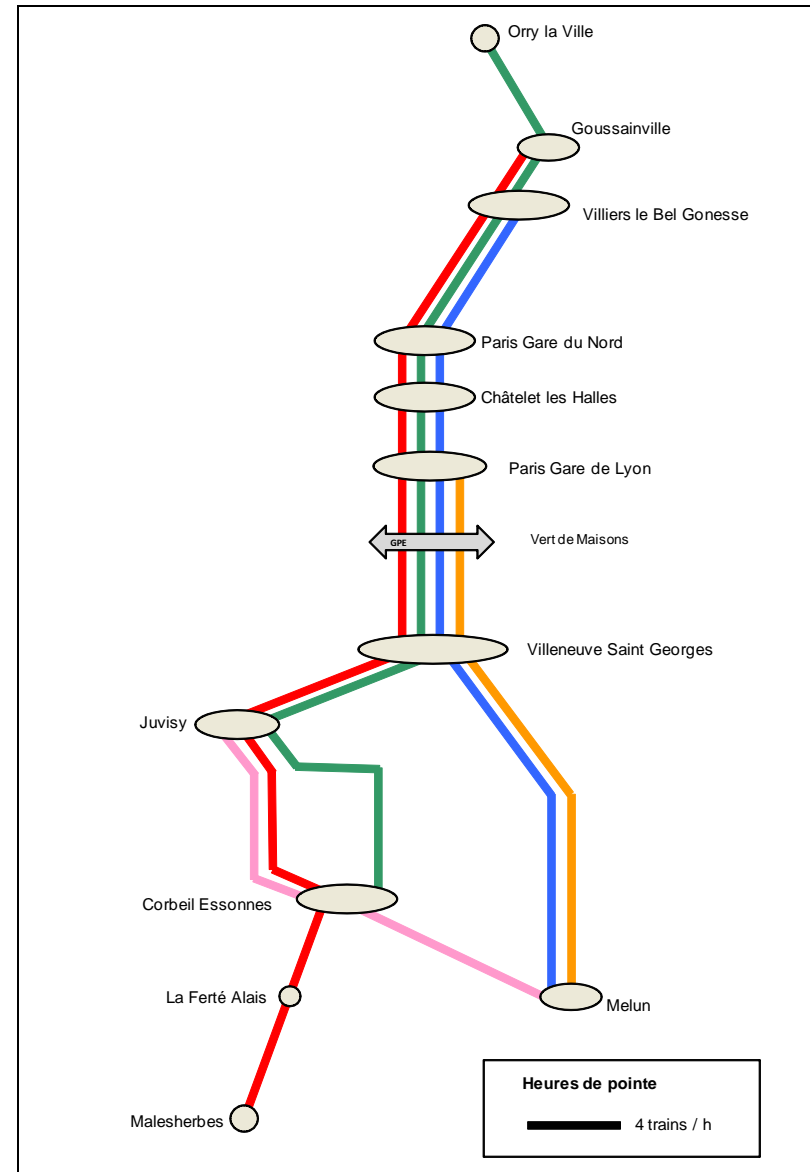 Orry la Ville
Goussainville
Villiers le Bel Gonesse
Paris Gare du Nord
Châtelet les Halles
Paris Gare de Lyon
GPE
Vert de Maisons
Villeneuve Saint Georges
Juvisy
Corbeil Essonnes
La Ferté Alais
Melun
Malesherbes
Heures de pointe
4 trains / h